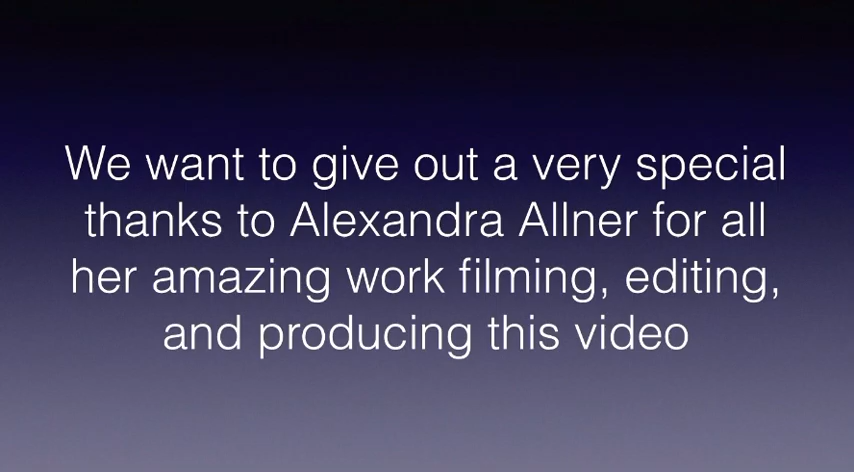 We want to give out a very special
thanks to Alexandra Allner for all
her amazing work filming, editing,
and producing this video